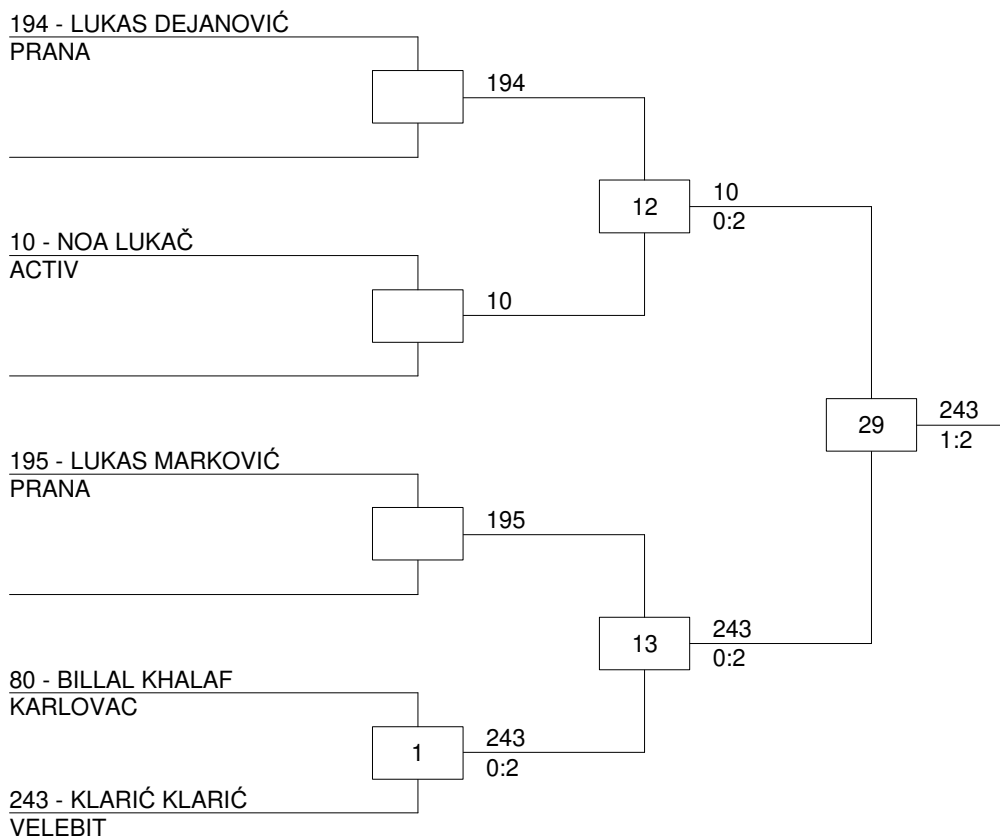 194 - LUKAS DEJANOVIĆ
PRANA
194
12
10
0:2
10 - NOA LUKAČ
ACTIV
10
29
243
1:2
195 - LUKAS MARKOVIĆ
PRANA
195
13
243
0:2
80 - BILLAL KHALAF
KARLOVAC
1
243
0:2
243 - KLARIĆ KLARIĆ
VELEBIT